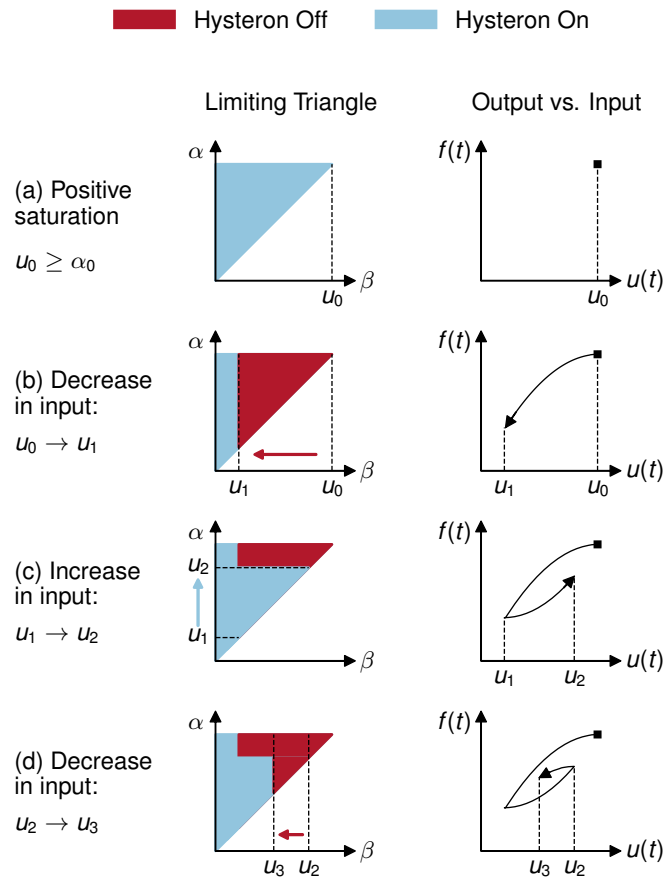 Hysteron Off
Hysteron On
Limiting Triangle
Output vs. Input
(a) Positive
saturation
u₀ ≥ α₀
α
u₀
β
f(t)
u₀
u(t)
(b) Decrease
in input:
u₀ → u₁
α
u₁
u₀
β
f(t)
u₁
u₀
u(t)
(c) Increase
in input:
u₁ → u₂
α
u₂
u₁
β
f(t)
u₁
u₂
u(t)
(d) Decrease
in input:
u₂ → u₃
α
u₃
u₂
β
f(t)
u₃
u₂
u(t)